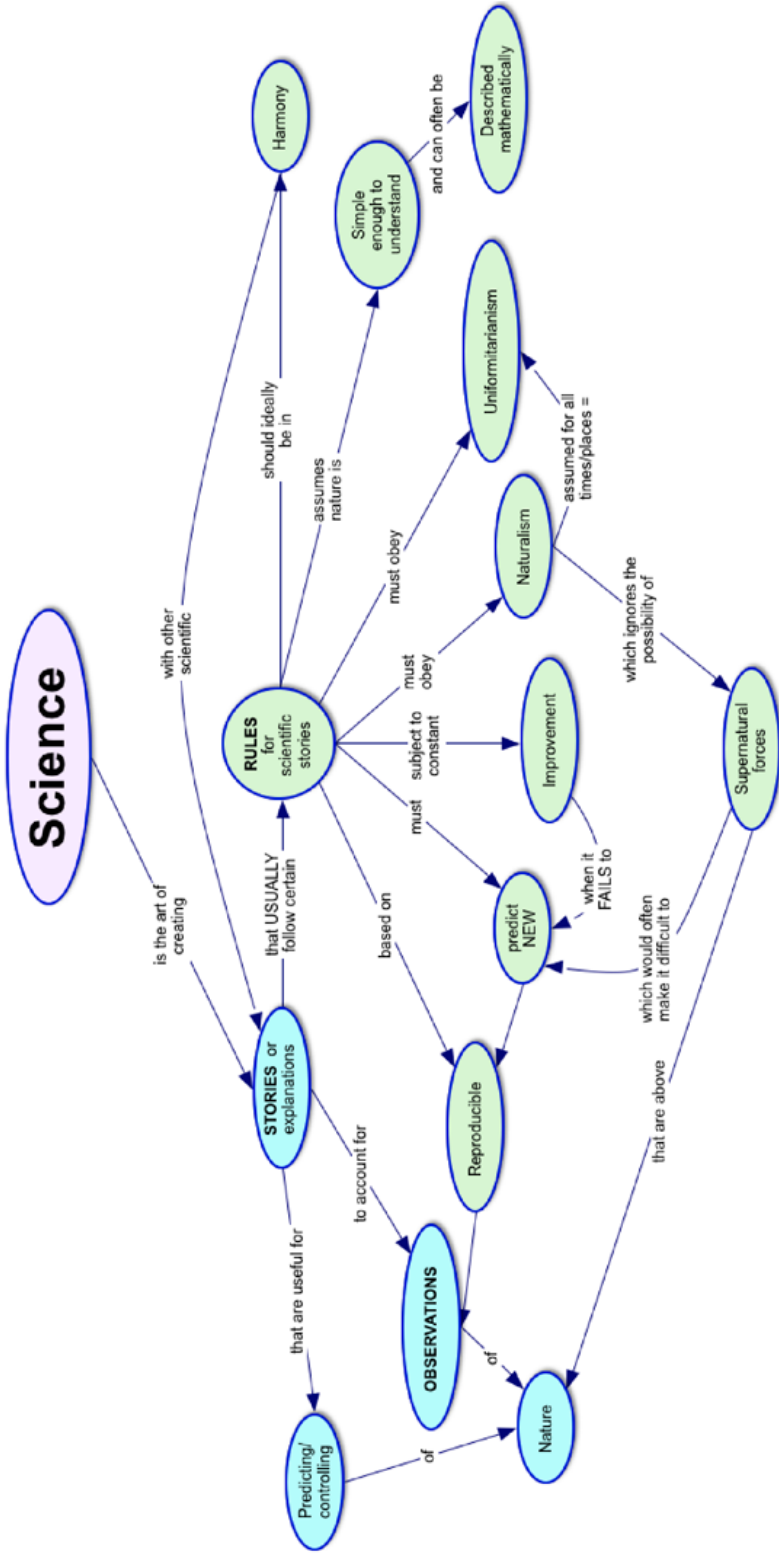 Science
is the art of
creating
with other
scientific
Harmony
STORIES or
explanations
that USUALLY
follow certain
RULES
for
scientific
stories
should ideally
be in
that are useful for
Predicting/
controlling
to account for
assumes
nature is
Simple
enough to
understand
and can often be
Described
mathematically
OBSERVATIONS
based on
must
subject to
constant
must
obey
must obey
of
of
Nature
Reproducible
predict
NEW
Improvement
Naturalism
Uniformitarianism
when it
FAILS to
assumed for all
times/places =
which would often
make it difficult to
which ignores the
possibility of
that are above
Supernatural
forces